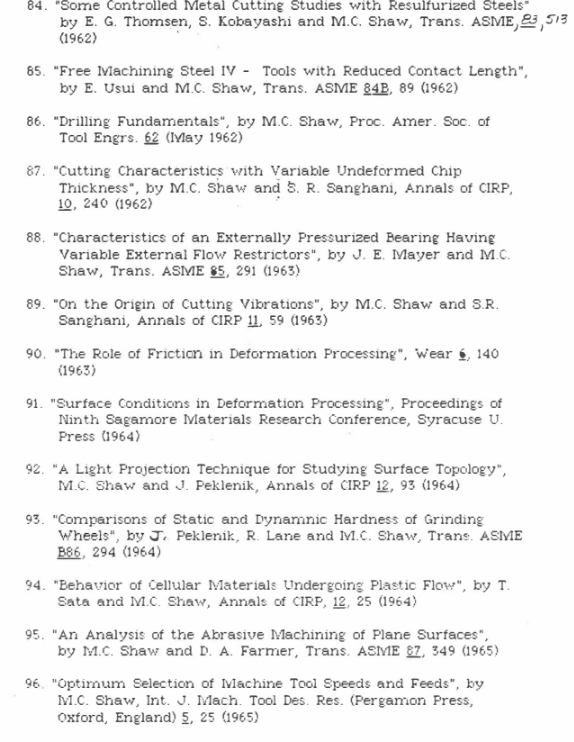 84. "Some Controlled Metal Cutting Studies with Resulfurized Steels"
by E. G. Thomsen, S. Kobayashi and M.C. Shaw, Trans. ASME, 83, 513
(1962)
85. "Free Machining Steel IV - Tools with Reduced Contact Length",
by E. Usui and M.C. Shaw, Trans. ASME 84B, 89 (1962)
86. "Drilling Fundamentals", by M.C. Shaw, Proc. Amer. Soc. of
Tool Engrs. 62 (May 1962)
87. "Cutting Characteristics with Variable Undeformed Chip
Thickness", by M.C. Shaw and S. R. Sanghani, Annals of CIRP,
10, 240 (1962)
88. "Characteristics of an Externally Pressurized Bearing Having
Variable External Flow Restrictors", by J. E. Mayer and M.C.
Shaw, Trans. ASME 85, 291 (1963)
89. "On the Origin of Cutting Vibrations", by M.C. Shaw and S.R.
Sanghani, Annals of CIRP 11, 59 (1963)
90. "The Role of Friction in Deformation Processing", Wear 6, 140
(1963)
91. "Surface Conditions in Deformation Processing", Proceedings of
Ninth Sagamore Materials Research Conference, Syracuse U.
Press (1964)
92. "A Light Projection Technique for Studying Surface Topology",
M.C. Shaw and J. Peklenik, Annals of CIRP 12, 93 (1964)
93. "Comparisons of Static and Dynamnic Hardness of Grinding
Wheels", by J. Peklenik, R. Lane and M.C. Shaw, Trans. ASME
B86, 294 (1964)
94. "Behavior of Cellular Materials Undergoing Plastic Flow", by T.
Sata and M.C. Shaw, Annals of CIRP, 12, 25 (1964)
95. "An Analysis of the Abrasive Machining of Plane Surfaces",
by M.C. Shaw and D. A. Farmer, Trans. ASME 87, 349 (1965)
96. "Optimum Selection of Machine Tool Speeds and Feeds", by
M.C. Shaw, Int. J. Mach. Tool Des. Res. (Pergamon Press,
Oxford, England) 5, 25 (1965)